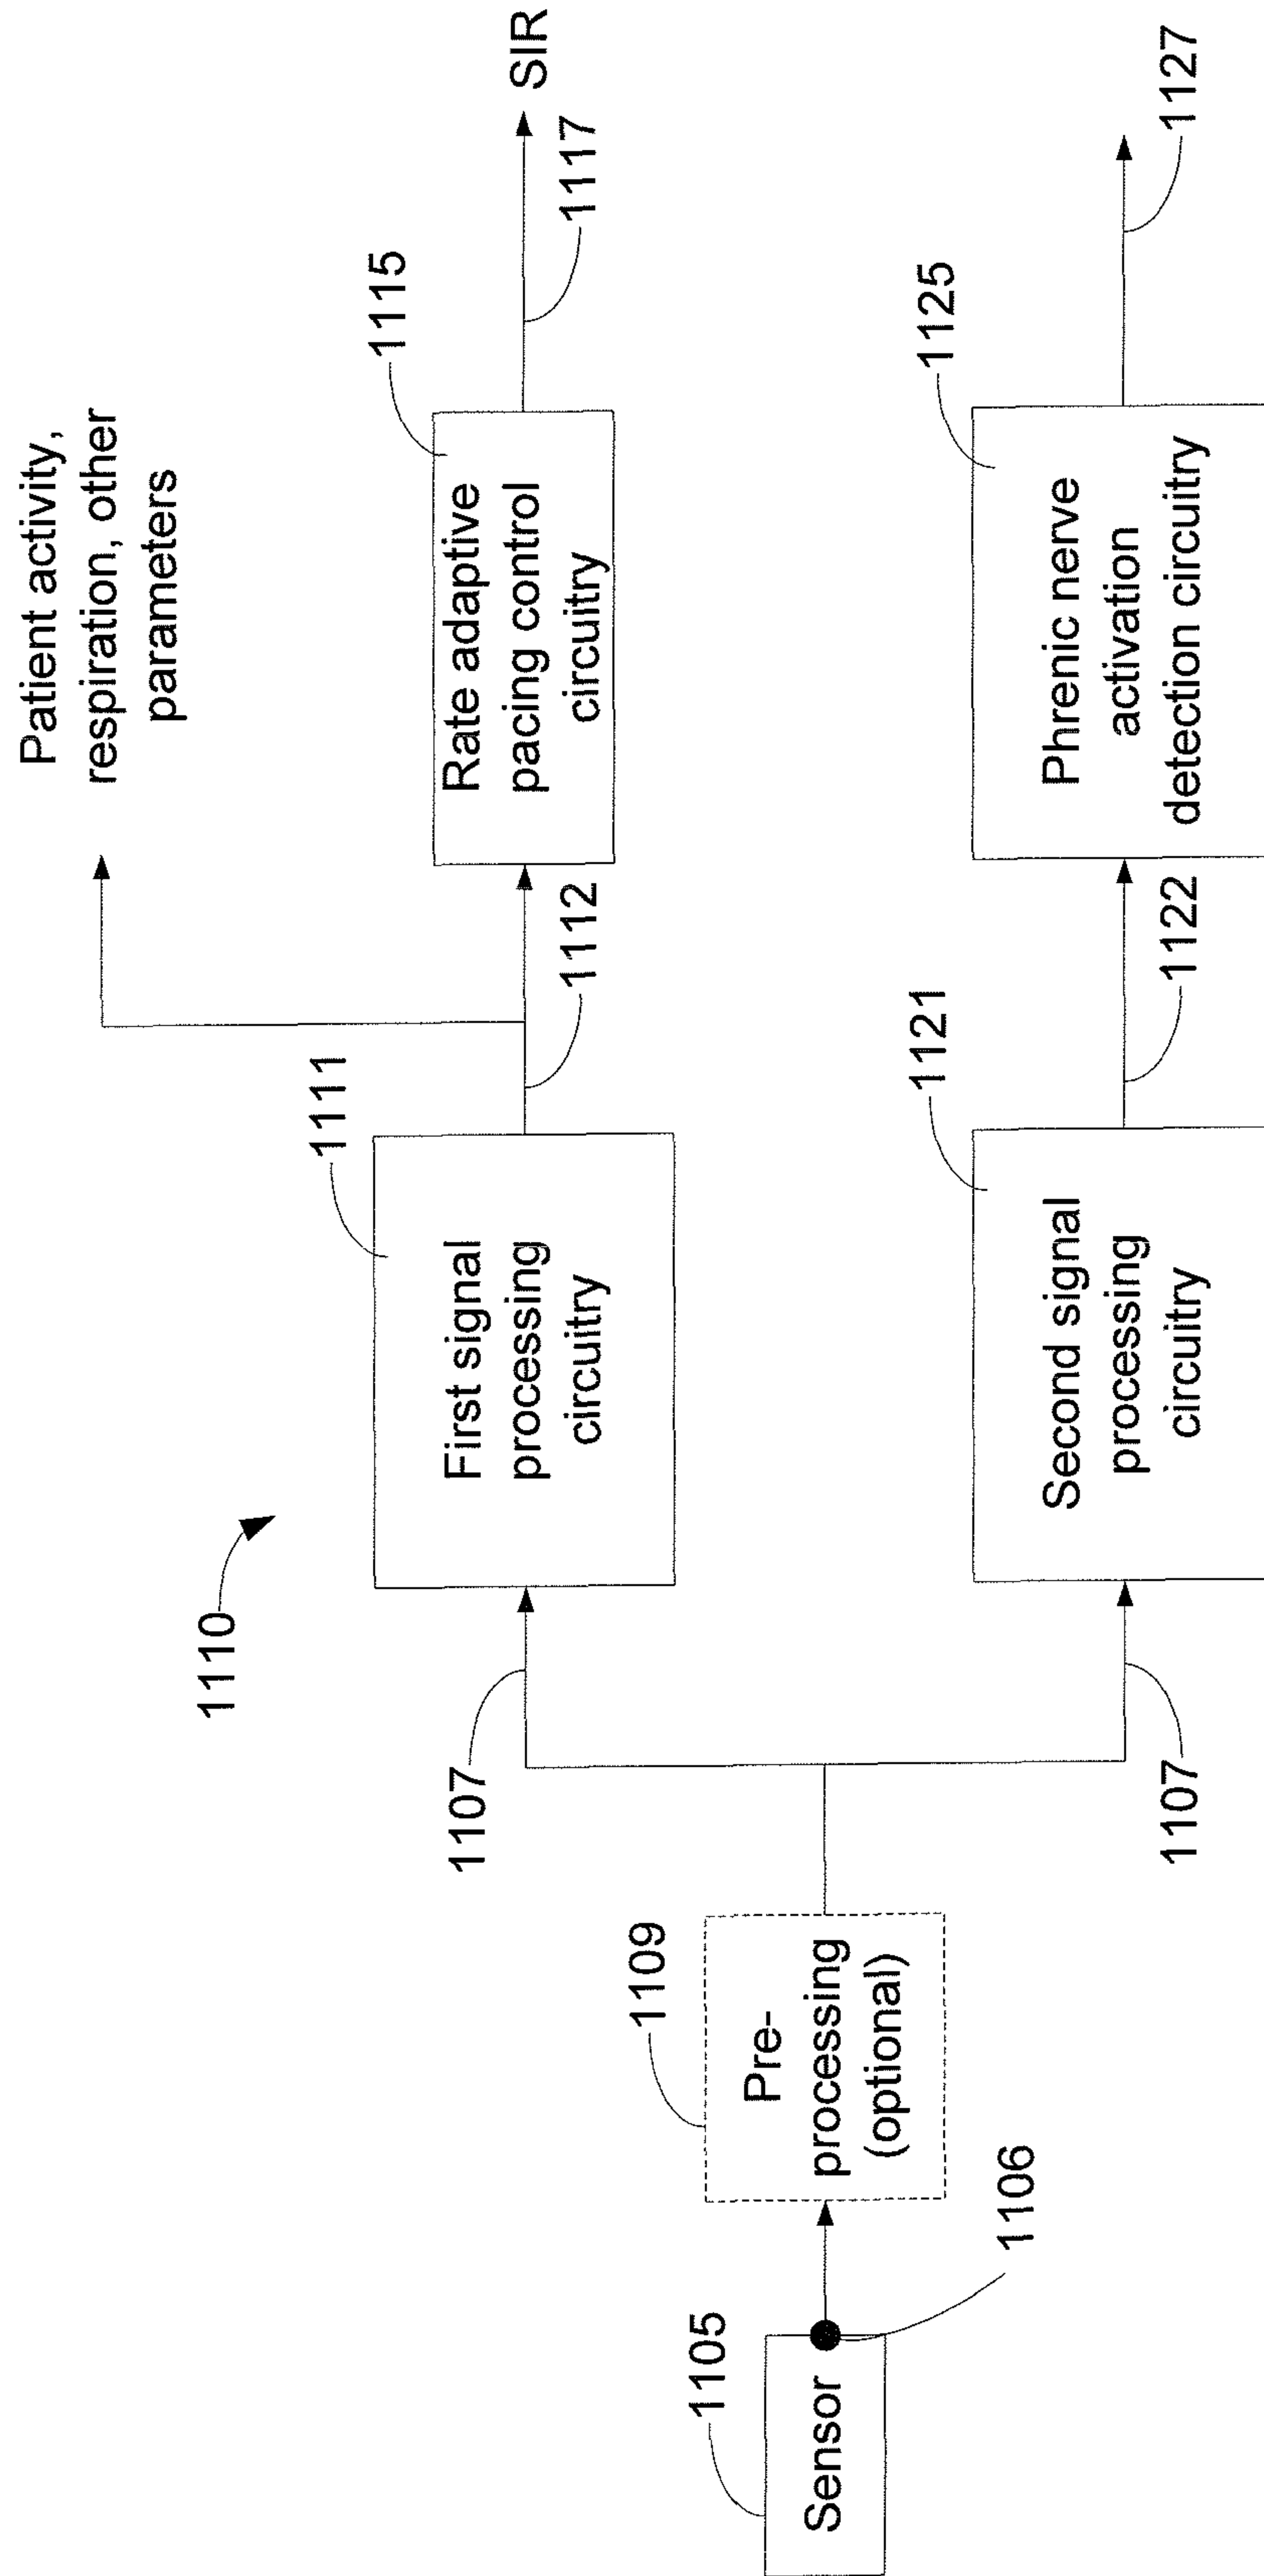 1110
1105
Sensor
1106
1109
Pre-
processing
(optional)
1107
1107
1111
First signal
processing
circuitry
1112
Patient activity,
respiration, other
parameters
1115
Rate adaptive
pacing control
circuitry
1117
SIR
1121
Second signal
processing
circuitry
1122
1125
Phrenic nerve
activation
detection circuitry
1127